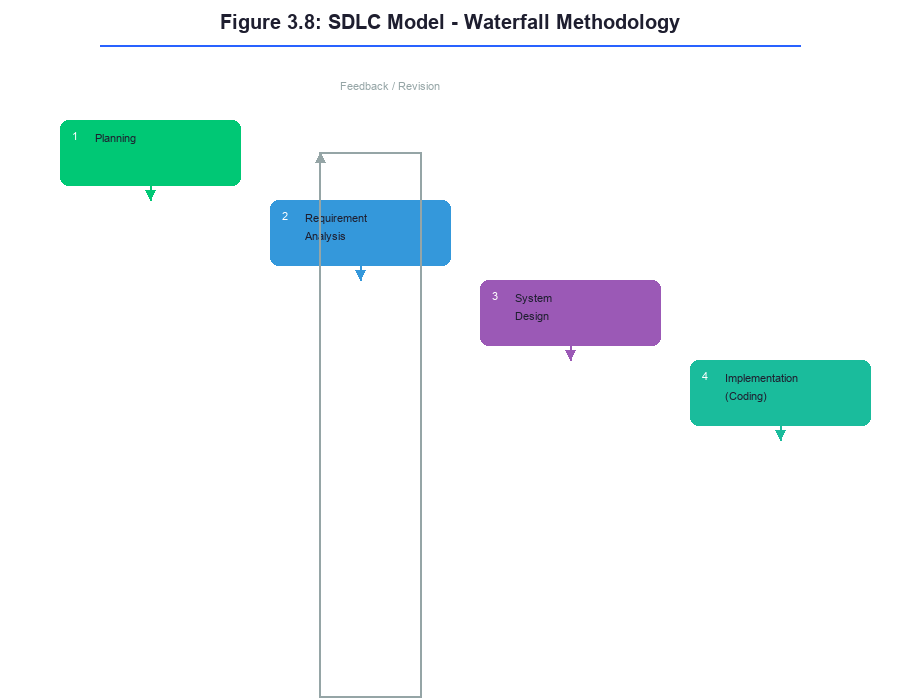 Figure 3.8: SDLC Model - Waterfall Methodology
Feedback / Revision
1 Planning
2 Requirement
Analysis
3 System
Design
4 Implementation
(Coding)